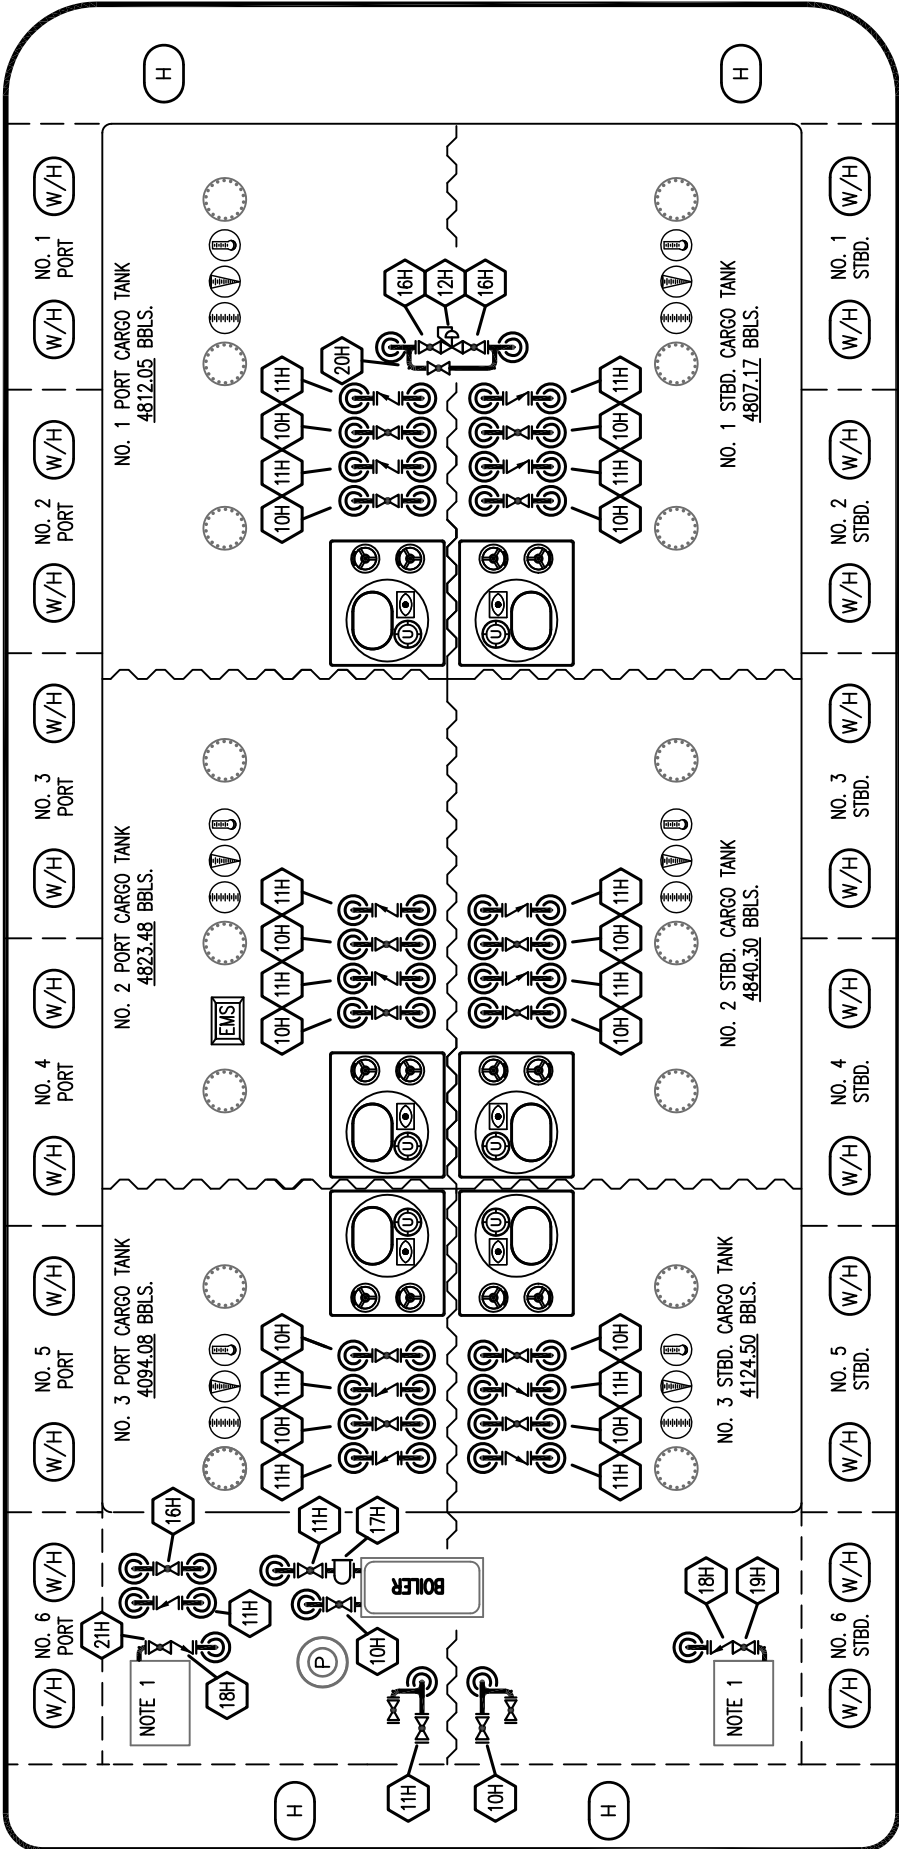 H
H
W/H
NO. 1
PORT
W/H
W/H
NO. 1
STBD.
W/H
NO. 1 PORT CARGO TANK
4812.05 BBLS.
NO. 1 STBD. CARGO TANK
4807.17 BBLS.
16H
12H
16H
20H
11H
10H
11H
10H
11H
10H
11H
10H
U
U
W/H
NO. 2
PORT
W/H
W/H
NO. 2
STBD.
W/H
W/H
NO. 3
PORT
W/H
W/H
NO. 3
STBD.
W/H
NO. 2 PORT CARGO TANK
4823.48 BBLS.
NO. 2 STBD. CARGO TANK
4840.30 BBLS.
EMS
11H
10H
11H
10H
11H
10H
11H
10H
U
U
W/H
NO. 4
PORT
W/H
W/H
NO. 4
STBD.
W/H
W/H
NO. 5
PORT
W/H
W/H
NO. 5
STBD.
W/H
NO. 3 PORT CARGO TANK
4094.08 BBLS.
NO. 3 STBD. CARGO TANK
4124.50 BBLS.
U
U
10H
11H
10H
11H
10H
11H
10H
11H
W/H
NO. 6
PORT
W/H
W/H
NO. 6
STBD.
W/H
16H
11H
21H
18H
NOTE 1
11H
17H
BOILER
10H
P
18H
19H
NOTE 1
11H
10H
H
H